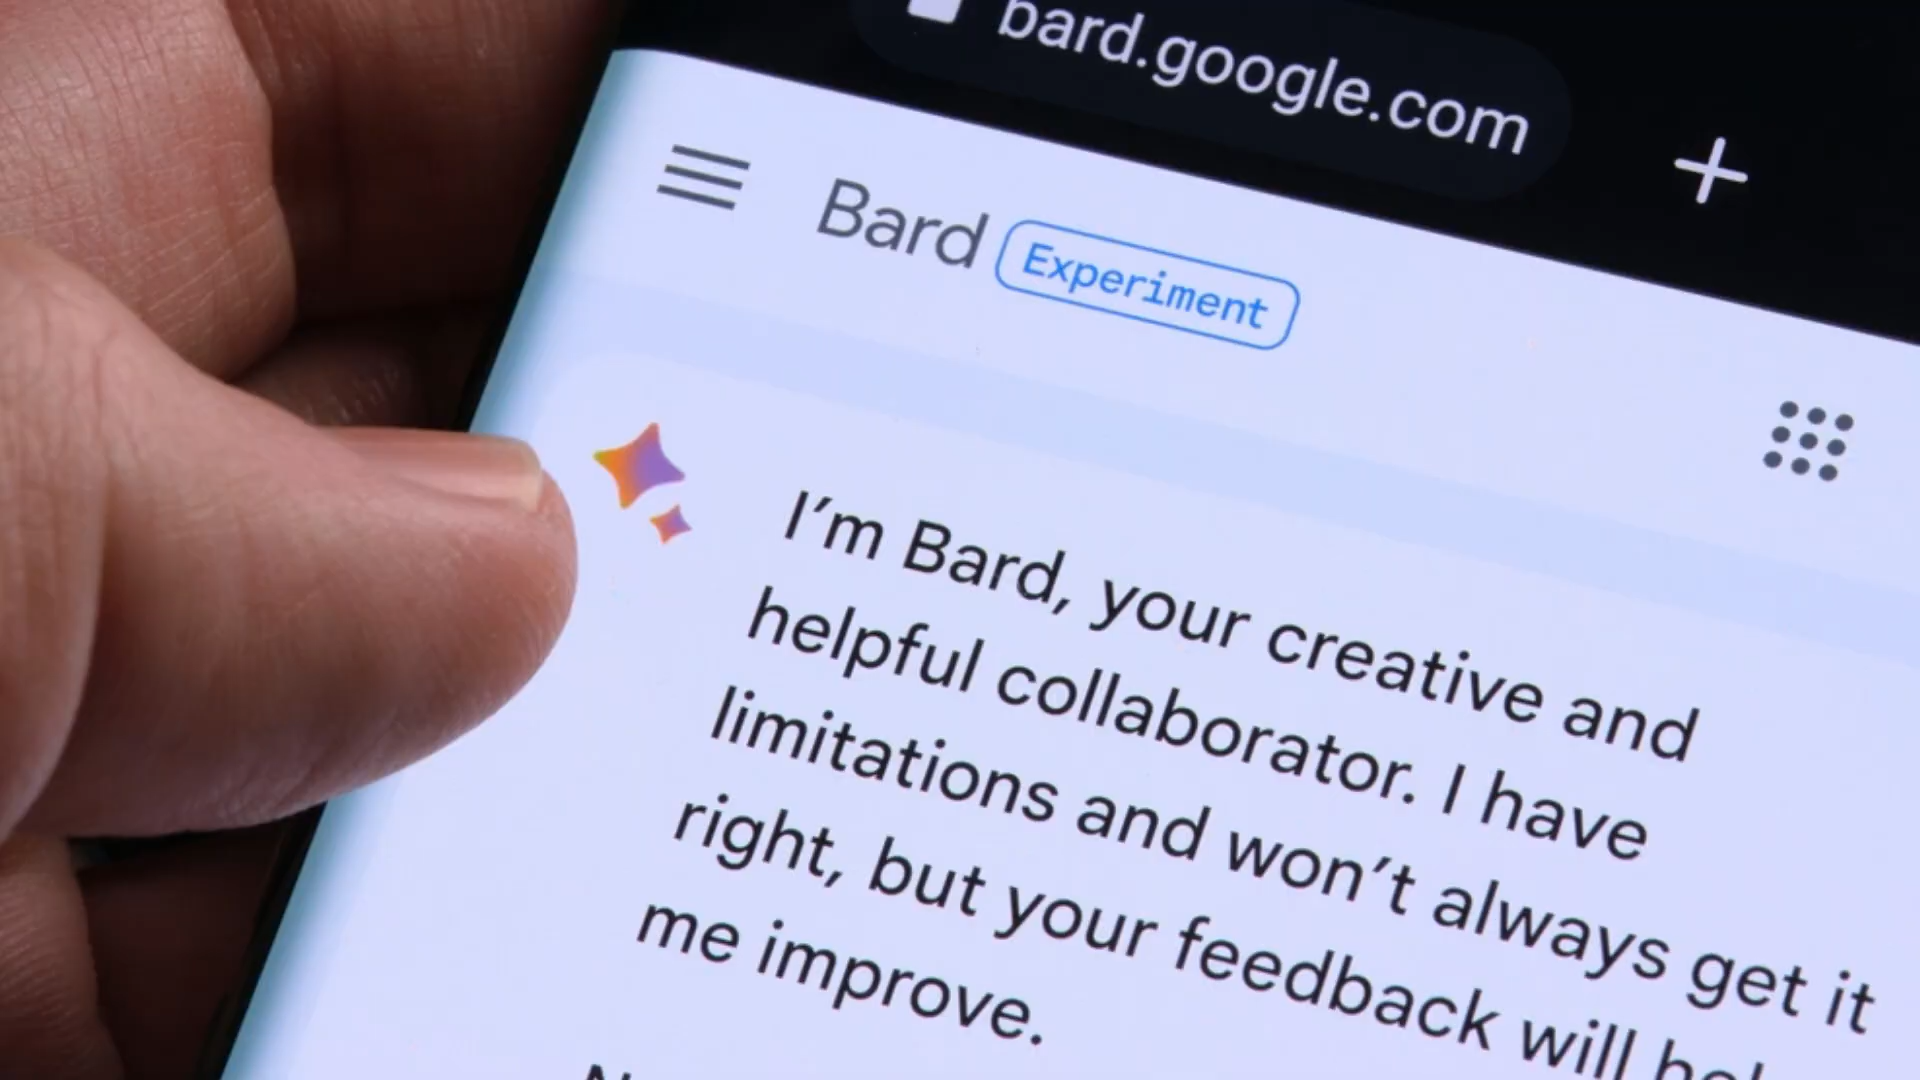 bard.google.com
Bard Experiment
I'm Bard, your creative and
helpful collaborator. I have
limitations and won't always get it
right, but your feedback will
me improve.